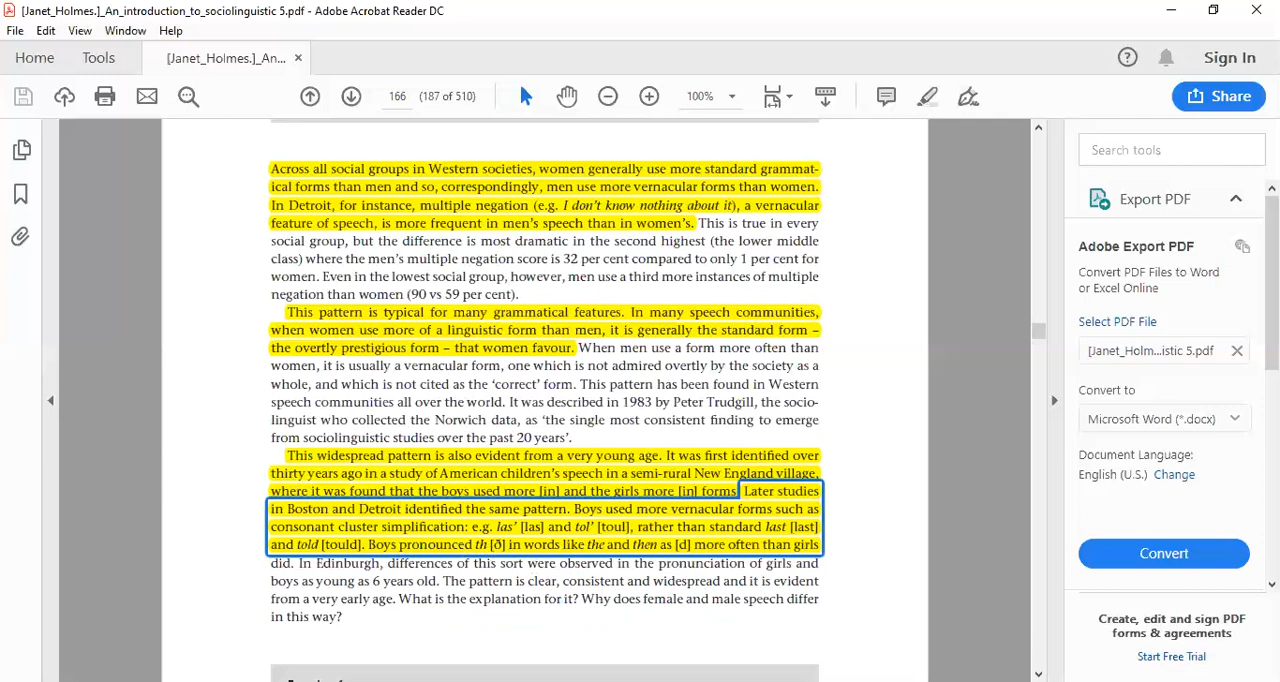 [Janet_Holmes.]_An_introduction_to_sociolinguistic 5.pdf - Adobe Acrobat Reader DC
File Edit View Window Help
Home Tools [Janet_Holmes.]_An... × Sign In
166 (187 of 510) 100% Share
Across all social groups in Western societies, women generally use more standard grammat-
ical forms than men and so, correspondingly, men use more vernacular forms than women.
In Detroit, for instance, multiple negation (e.g. I don't know nothing about it), a vernacular
feature of speech, is more frequent in men's speech than in women's. This is true in every
social group, but the difference is most dramatic in the second highest (the lower middle
class) where the men's multiple negation score is 32 per cent compared to only 1 per cent for
women. Even in the lowest social group, however, men use a third more instances of multiple
negation than women (90 vs 59 per cent).
This pattern is typical for many grammatical features. In many speech communities,
when women use more of a linguistic form than men, it is generally the standard form –
the overtly prestigious form – that women favour. When men use a form more often than
women, it is usually a vernacular form, one which is not admired overtly by the society as a
whole, and which is not cited as the 'correct' form. This pattern has been found in Western
speech communities all over the world. It was described in 1983 by Peter Trudgill, the socio-
linguist who collected the Norwich data, as 'the single most consistent finding to emerge
from sociolinguistic studies over the past 20 years'.
This widespread pattern is also evident from a very young age. It was first identified over
thirty years ago in a study of American children's speech in a semi-rural New England village,
where it was found that the boys used more [in] and the girls more [iŋ] forms. Later studies
in Boston and Detroit identified the same pattern. Boys used more vernacular forms such as
consonant cluster simplification: e.g. las' [las] and tol' [toul], rather than standard last [last]
and told [tould]. Boys pronounced th [ð] in words like the and then as [d] more often than girls
did. In Edinburgh, differences of this sort were observed in the pronunciation of girls and
boys as young as 6 years old. The pattern is clear, consistent and widespread and it is evident
from a very early age. What is the explanation for it? Why does female and male speech differ
in this way?
Search tools
Export PDF
Adobe Export PDF
Convert PDF Files to Word
or Excel Online
Select PDF File
[Janet_Holm...istic 5.pdf
Convert to
Microsoft Word (*.docx)
Document Language:
English (U.S.) Change
Convert
Create, edit and sign PDF
forms & agreements
Start Free Trial